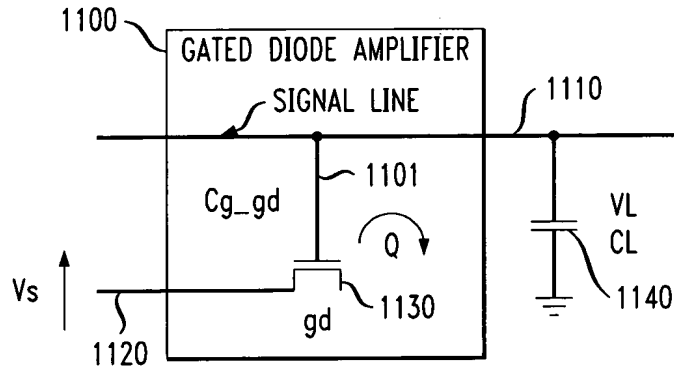 1100
GATED DIODE AMPLIFIER
SIGNAL LINE
1110
1101
Cg_gd
Q
VL
CL
Vs
1130
1140
gd
1120